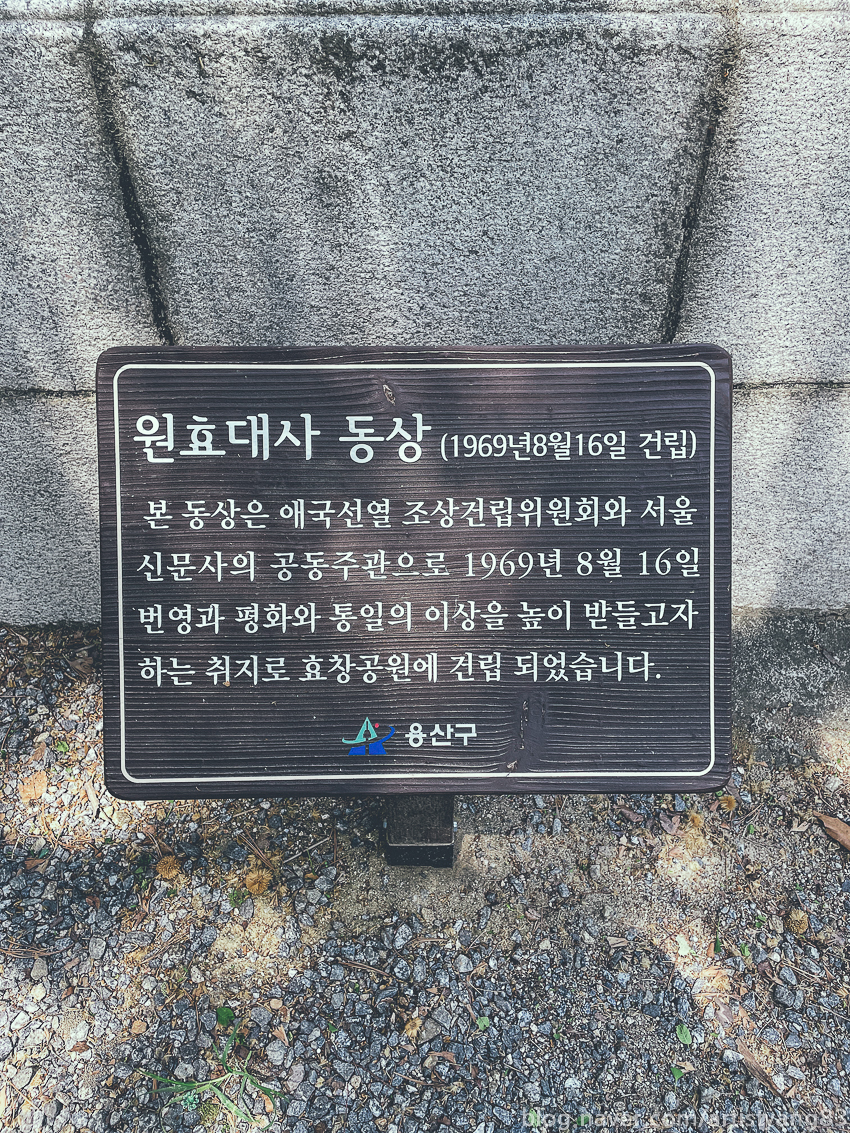 원효대사 동상 (1969년8월16일 건립)
본 동상은 애국선열 조상건립위원회와 서울
신문사의 공동주관으로 1969년 8월 16일
번영과 평화와 통일의 이상을 높이 받들고자
하는 취지로 효창공원에 건립 되었습니다.
용산구